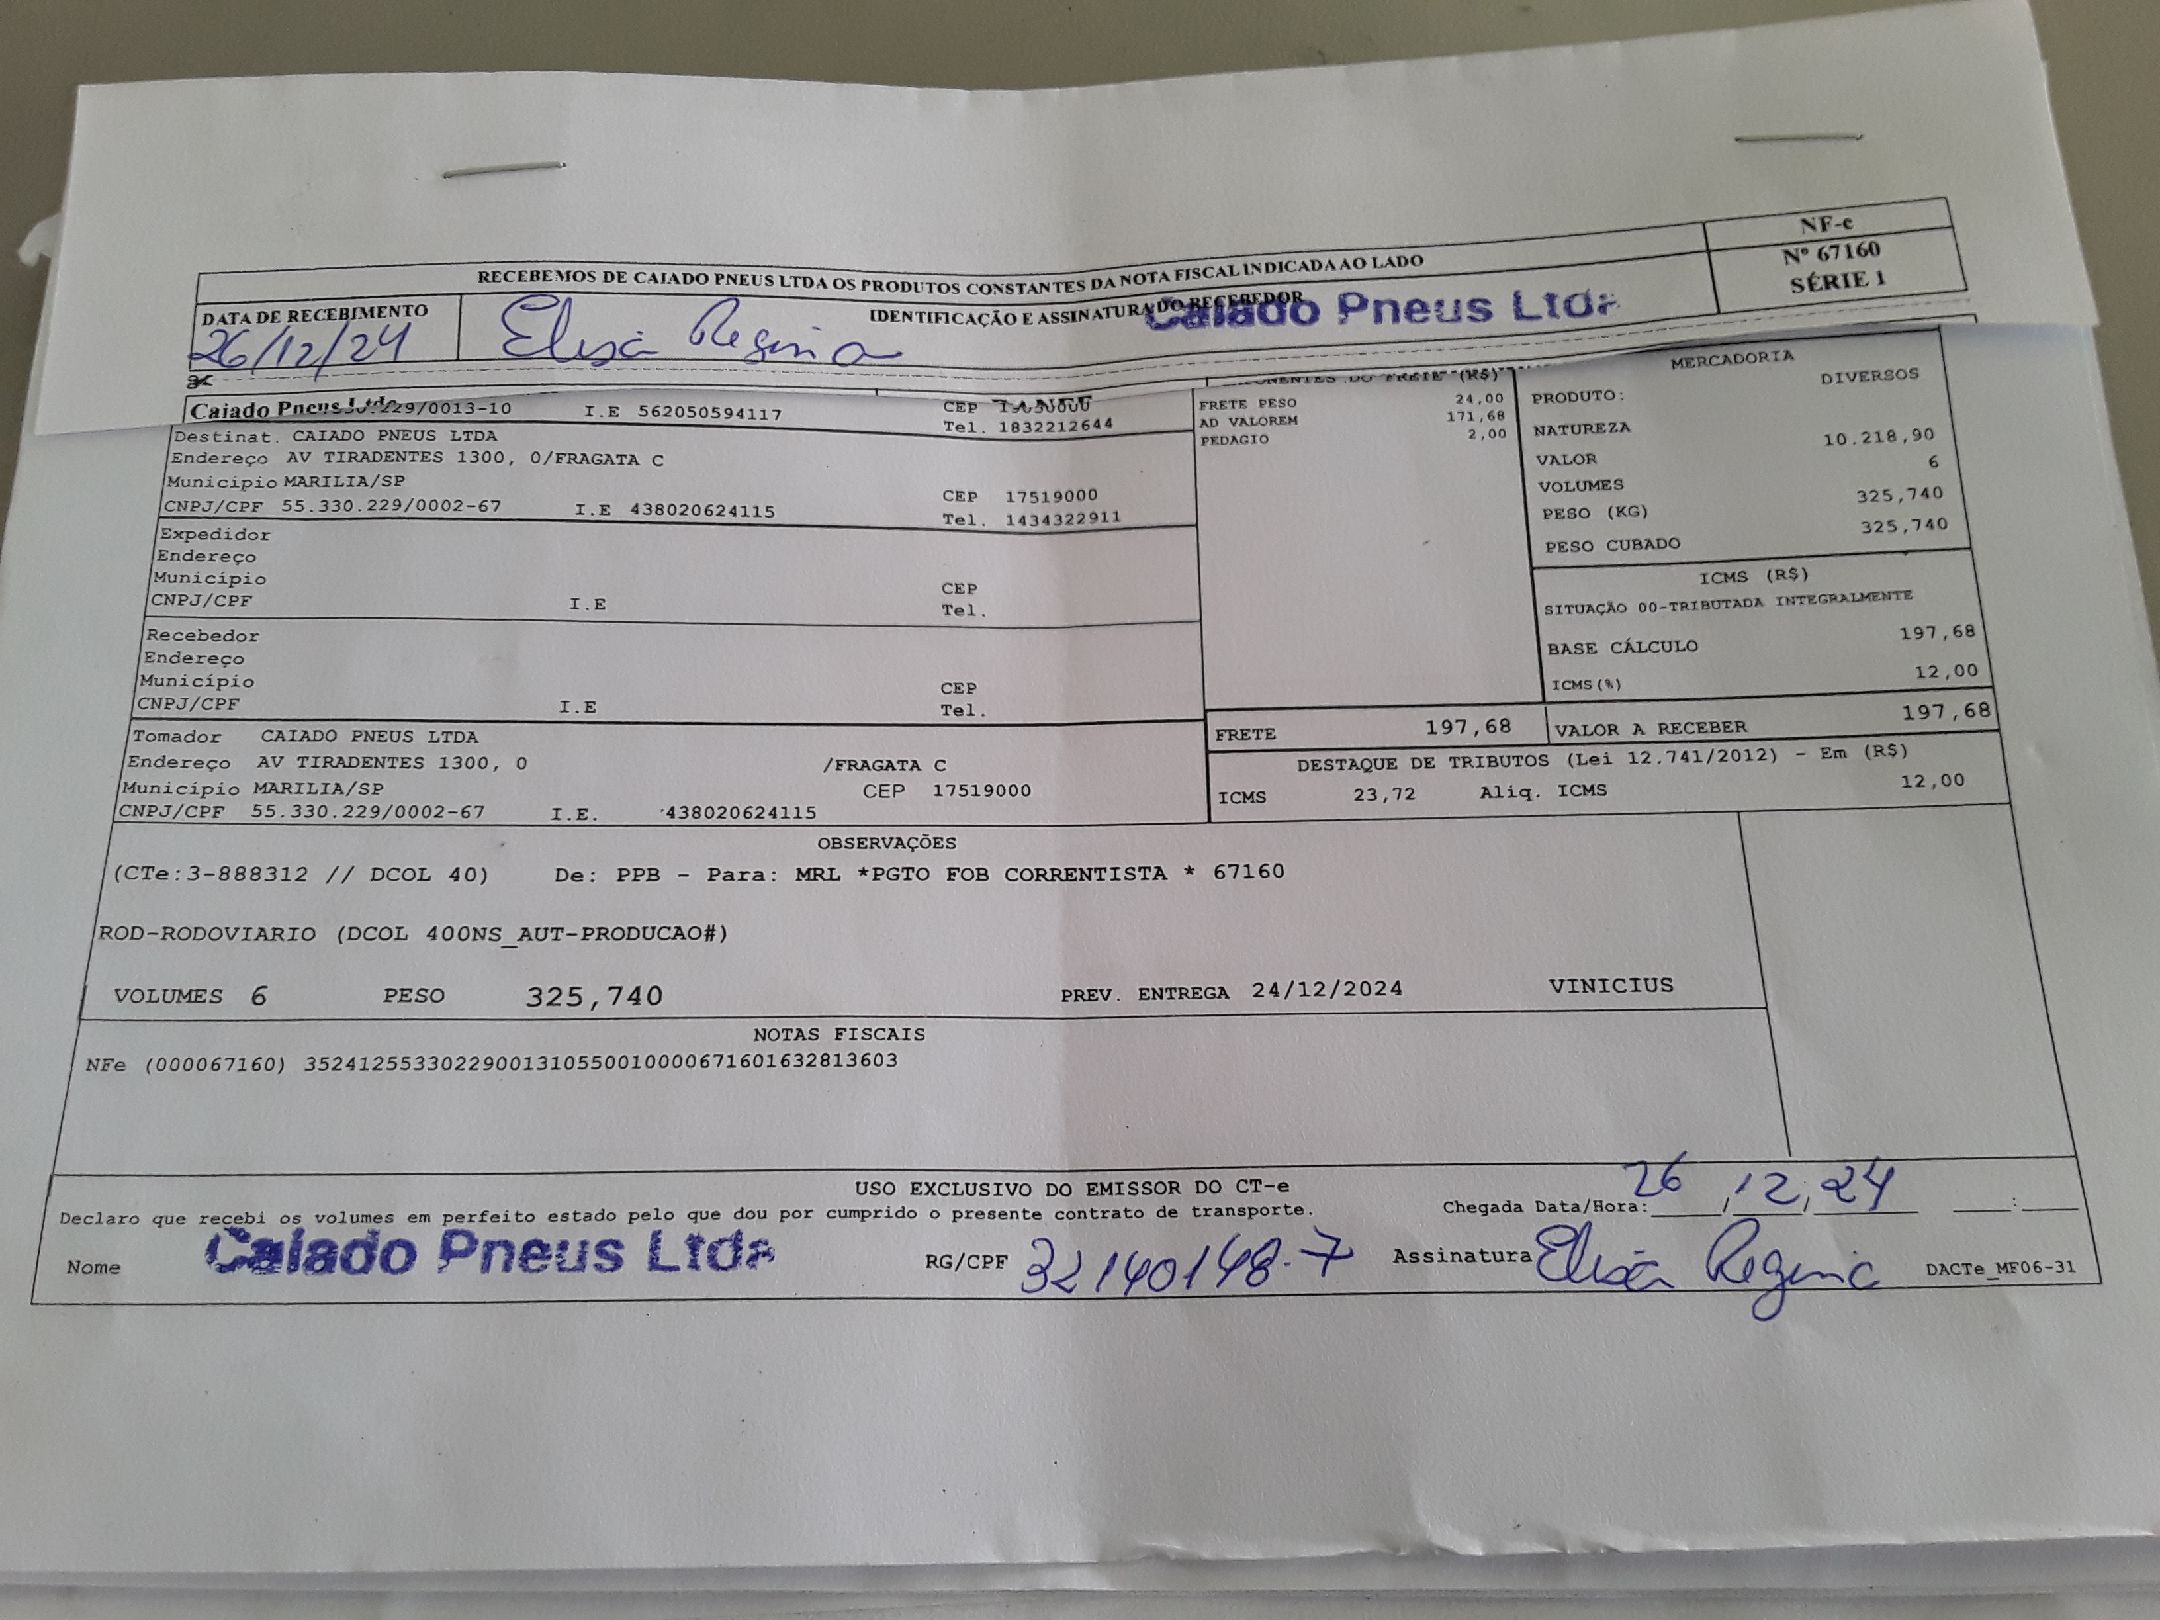 NF-e
Nº 67160
SÉRIE 1
RECEBEMOS DE CAIADO PNEUS LTDA OS PRODUTOS CONSTANTES DA NOTA FISCAL INDICADA AO LADO
DATA DE RECEBIMENTO
IDENTIFICAÇÃO E ASSINATURA DO RECEBEDOR
26/12/24
Elisa Regina
Caiado Pneus Ltda
Caiado Pneus Ltda
229/0013-10 I.E 562050594117 CEP
Tel. 1832212644
Destinat. CAIADO PNEUS LTDA
Endereço AV TIRADENTES 1300, 0/FRAGATA C
Municipio MARILIA/SP CEP 17519000
CNPJ/CPF 55.330.229/0002-67 I.E 438020624115 Tel. 1434322911
Expedidor
Endereço
Município CEP
CNPJ/CPF I.E Tel.
Recebedor
Endereço
Município CEP
CNPJ/CPF I.E Tel.
Tomador CAIADO PNEUS LTDA
Endereço AV TIRADENTES 1300, 0 /FRAGATA C
Município MARILIA/SP CEP 17519000
CNPJ/CPF 55.330.229/0002-67 I.E. 438020624115
DO FRETE (R$)
FRETE PESO 24,00
AD VALOREM 171,68
PEDAGIO 2,00
MERCADORIA
PRODUTO: DIVERSOS
NATUREZA
VALOR 10.218,90
VOLUMES 6
PESO (KG) 325,740
PESO CUBADO 325,740
ICMS (R$)
SITUAÇÃO 00-TRIBUTADA INTEGRALMENTE
BASE CÁLCULO 197,68
ICMS(%) 12,00
FRETE 197,68 VALOR A RECEBER 197,68
DESTAQUE DE TRIBUTOS (Lei 12.741/2012) - Em (R$)
ICMS 23,72 Aliq. ICMS 12,00
OBSERVAÇÕES
(CTe:3-888312 // DCOL 40) De: PPB - Para: MRL *PGTO FOB CORRENTISTA * 67160
ROD-RODOVIARIO (DCOL 400NS_AUT-PRODUCAO#)
VOLUMES 6 PESO 325,740 PREV. ENTREGA 24/12/2024 VINICIUS
NOTAS FISCAIS
NFe (000067160) 35241255330229001310550010000671601632813603
USO EXCLUSIVO DO EMISSOR DO CT-e
Declaro que recebi os volumes em perfeito estado pelo que dou por cumprido o presente contrato de transporte.
Chegada Data/Hora: 26/12/24 :
Nome Caiado Pneus Ltda RG/CPF 32140148-7 Assinatura Elisa Regina DACTe_MF06-31